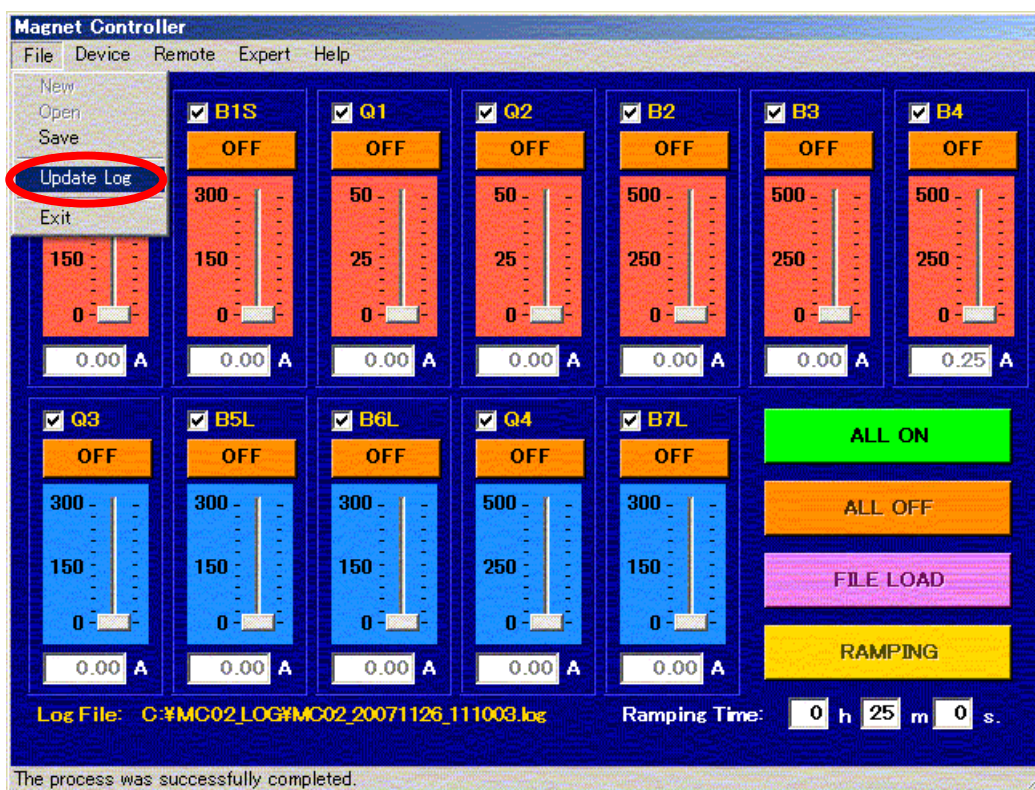 Magnet Controller
File Device Remote Expert Help
New
Open
Save
Update Log
Exit
B1S Q1 Q2 B2 B3 B4
OFF OFF OFF OFF OFF OFF
300 50 50 500 500 500
150 150 25 25 250 250 250
0 0 0 0 0 0 0
0.00 A 0.00 A 0.00 A 0.00 A 0.00 A 0.00 A 0.25 A
Q3 B5L B6L Q4 B7L
OFF OFF OFF OFF OFF
300 300 300 500 300
150 150 150 250 150
0 0 0 0 0
0.00 A 0.00 A 0.00 A 0.00 A 0.00 A
ALL ON
ALL OFF
FILE LOAD
RAMPING
Log File: C:¥MC02_LOG¥MC02_20071126_111003.log Ramping Time: 0 h 25 m 0 s.
The process was successfully completed.